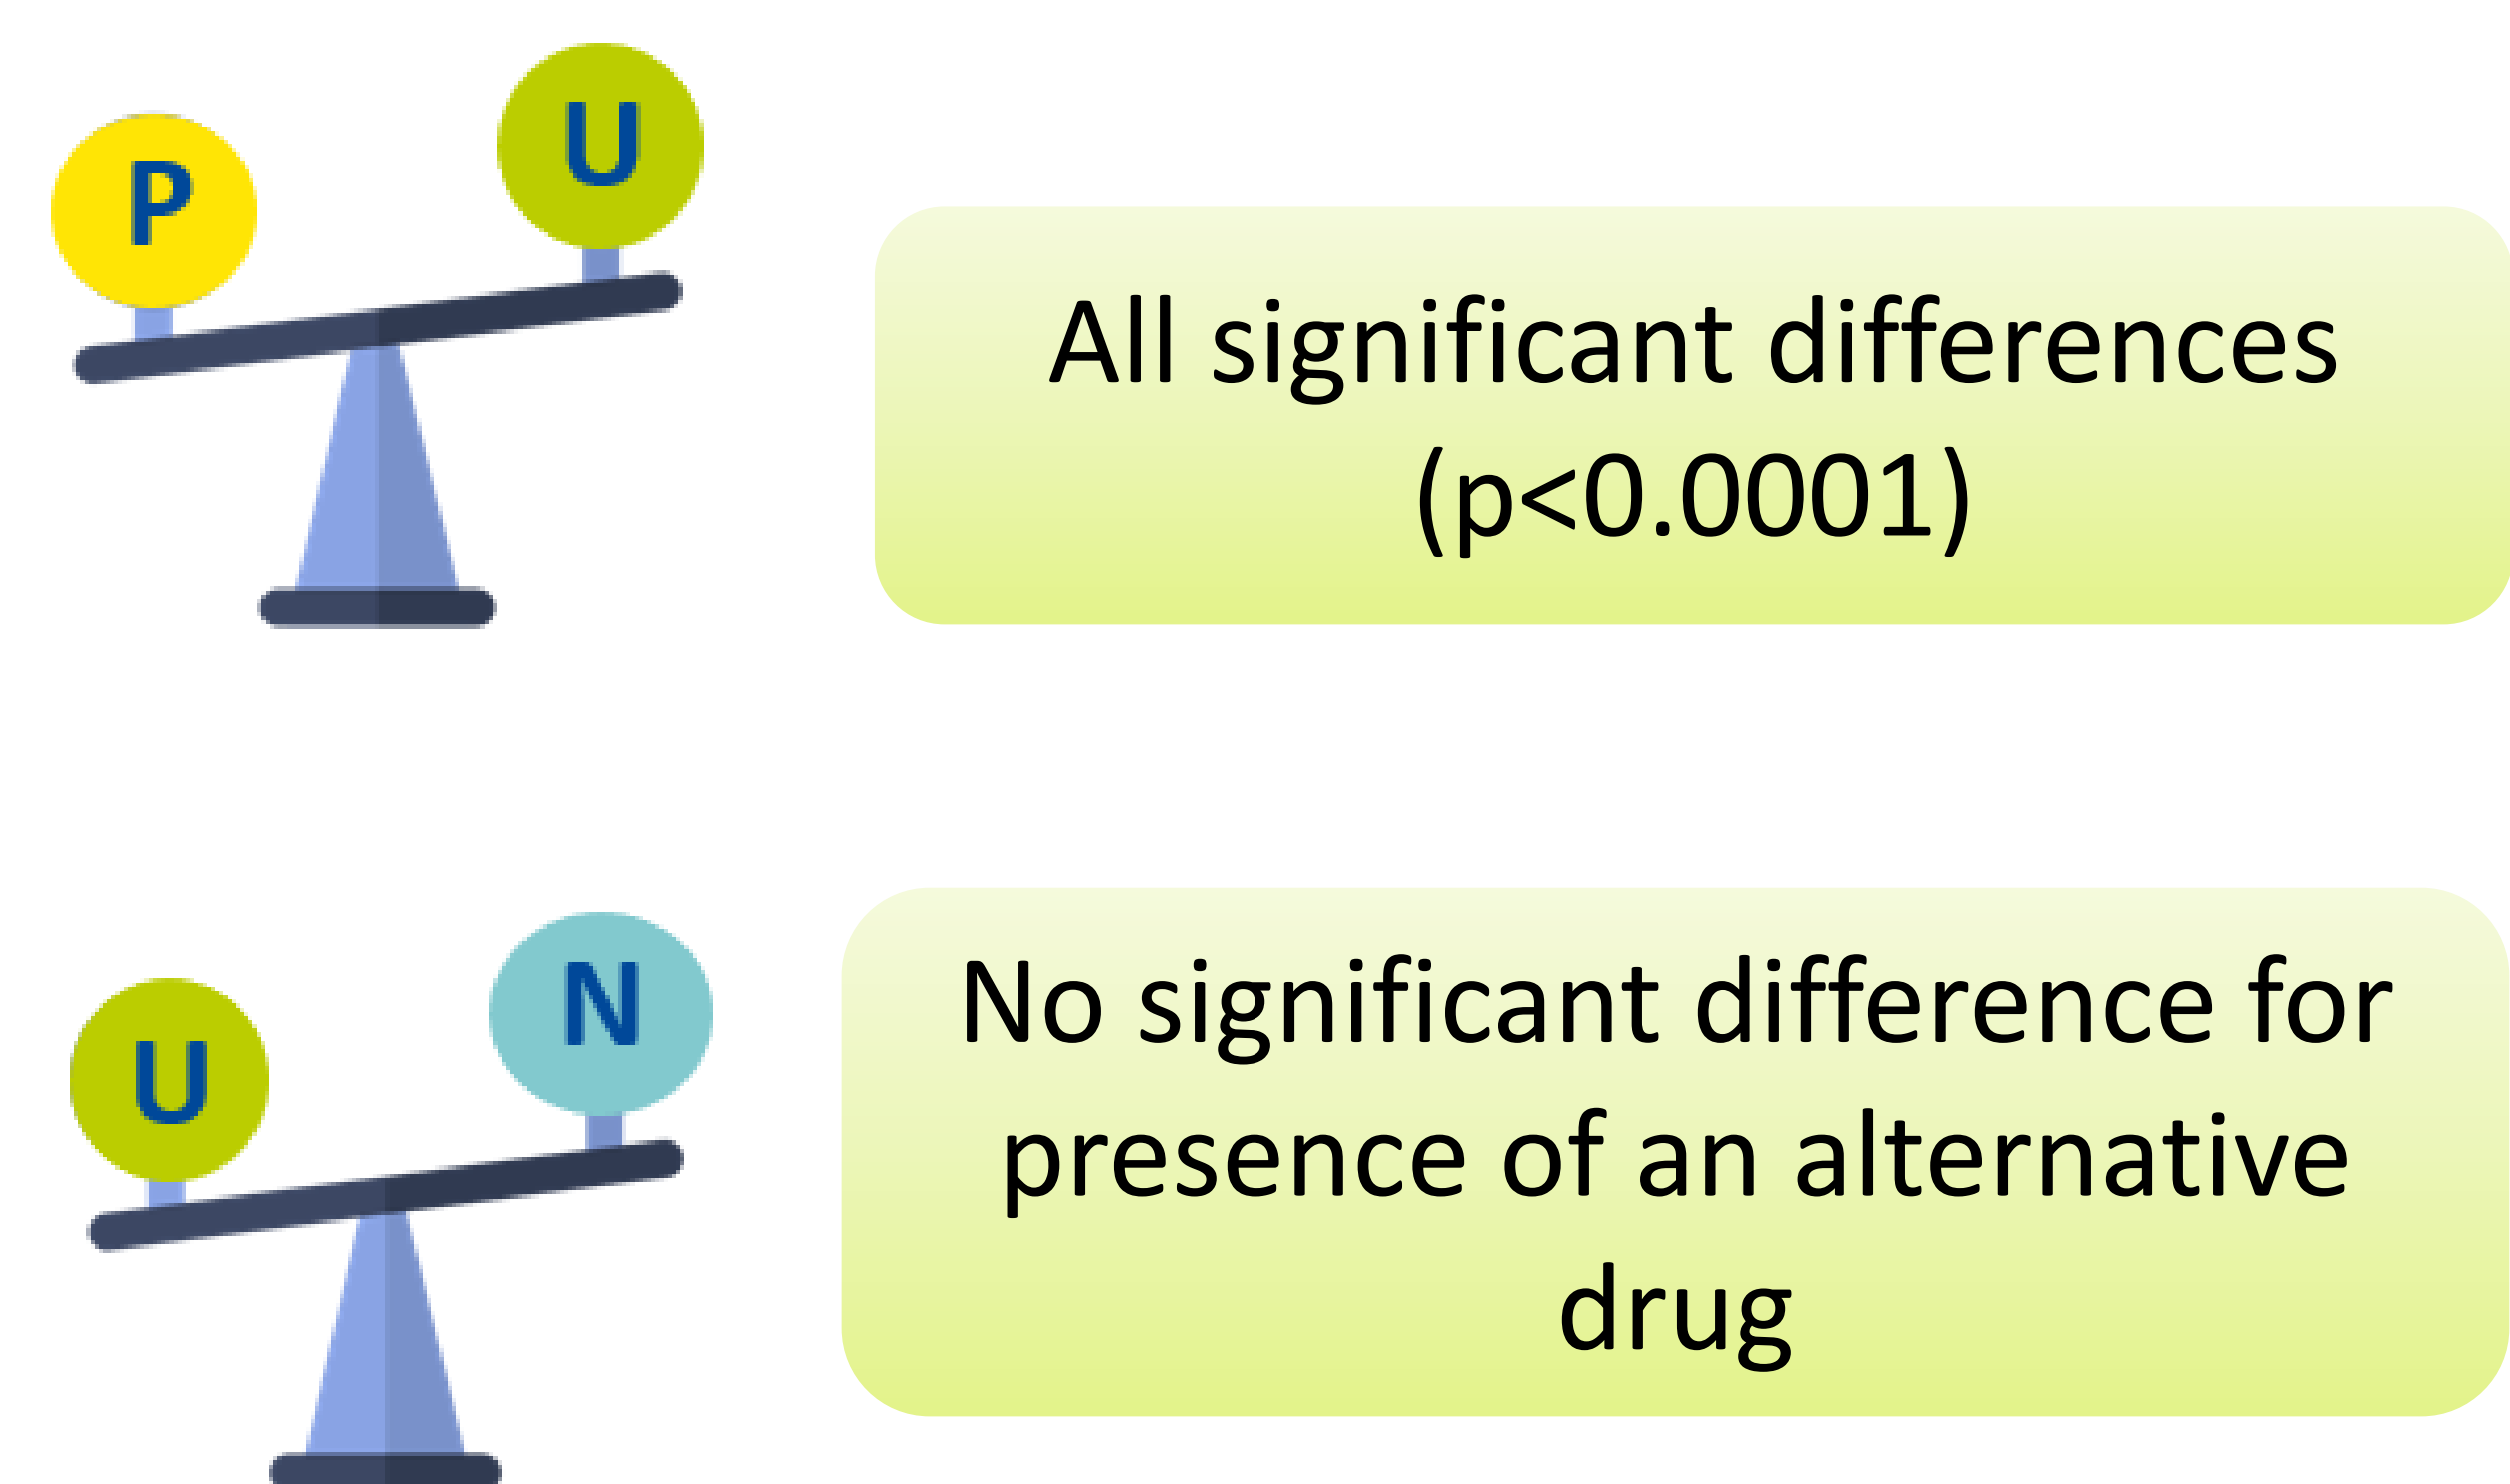 P
U
All significant differences
(p<0.0001)
U
N
No significant difference for
presence of an alternative
drug